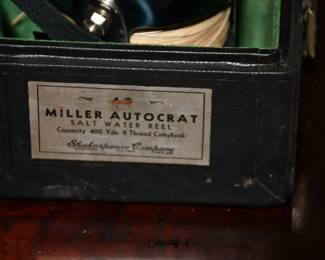 MILLER AUTOCRAT
SALT WATER REEL
Capacity 400 Yds. 9 Thread Cuttyhunk
Shakespeare Company